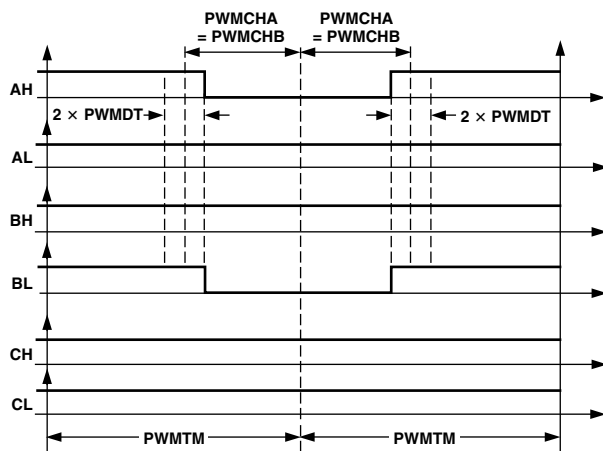 PWMCHA
= PWMCHB
PWMCHA
= PWMCHB
AH
2 × PWMDT
2 × PWMDT
AL
BH
BL
CH
CL
PWMTM
PWMTM